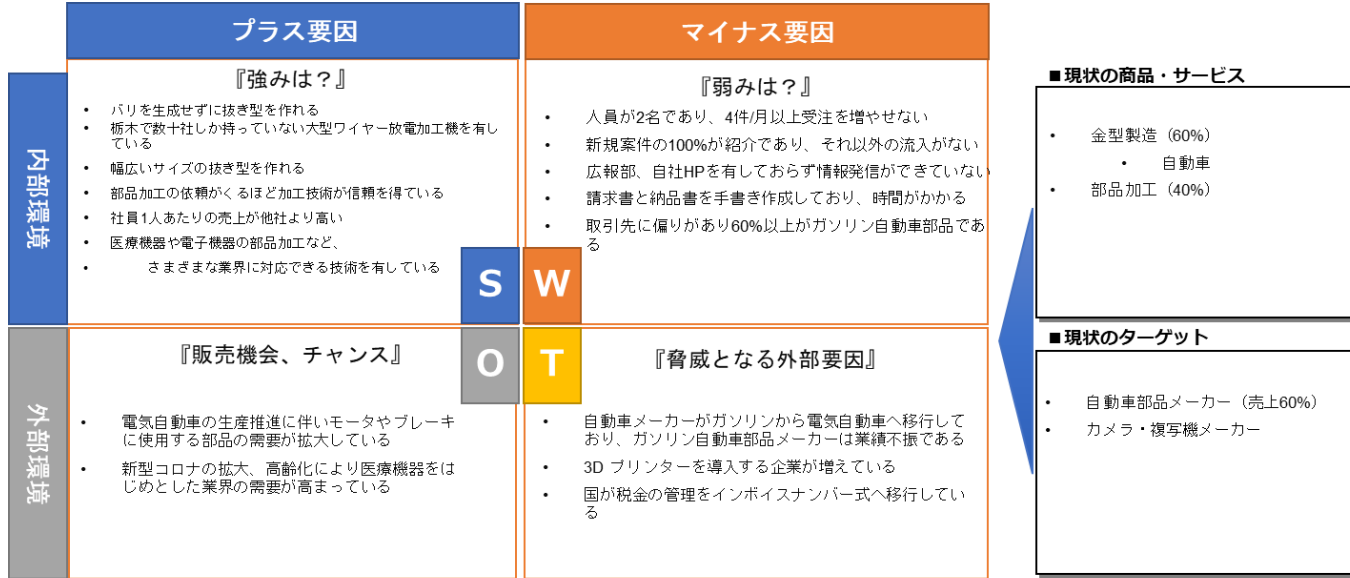 プラス要因
マイナス要因
内部環境
『強みは？』
• バリを生成せずに抜き型を作れる
• 栃木で数十社しか持っていない大型ワイヤー放電加工機を有し
ている
• 幅広いサイズの抜き型を作れる
• 部品加工の依頼がくるほど加工技術が信頼を得ている
• 社員1人あたりの売上が他社より高い
• 医療機器や電子機器の部品加工など、
• さまざまな業界に対応できる技術を有している
S
『弱みは？』
• 人員が2名であり、4件/月以上受注を増やせない
• 新規案件の100%が紹介であり、それ以外の流入がない
• 広報部、自社HPを有しておらず情報発信ができていない
• 請求書と納品書を手書き作成しており、時間がかかる
• 取引先に偏りがあり60%以上がガソリン自動車部品であ
る
W
外部環境
『販売機会、チャンス』
O
• 電気自動車の生産推進に伴いモータやブレーキ
に使用する部品の需要が拡大している
• 新型コロナの拡大、高齢化により医療機器をは
じめとした業界の需要が高まっている
T
『脅威となる外部要因』
• 自動車メーカーがガソリンから電気自動車へ移行して
おり、ガソリン自動車部品メーカーは業績不振である
• 3D プリンターを導入する企業が増えている
• 国が税金の管理をインボイスナンバー式へ移行してい
る
■現状の商品・サービス
• 金型製造（60%）
• 自動車
• 部品加工（40%）
■現状のターゲット
• 自動車部品メーカー（売上60%）
• カメラ・複写機メーカー